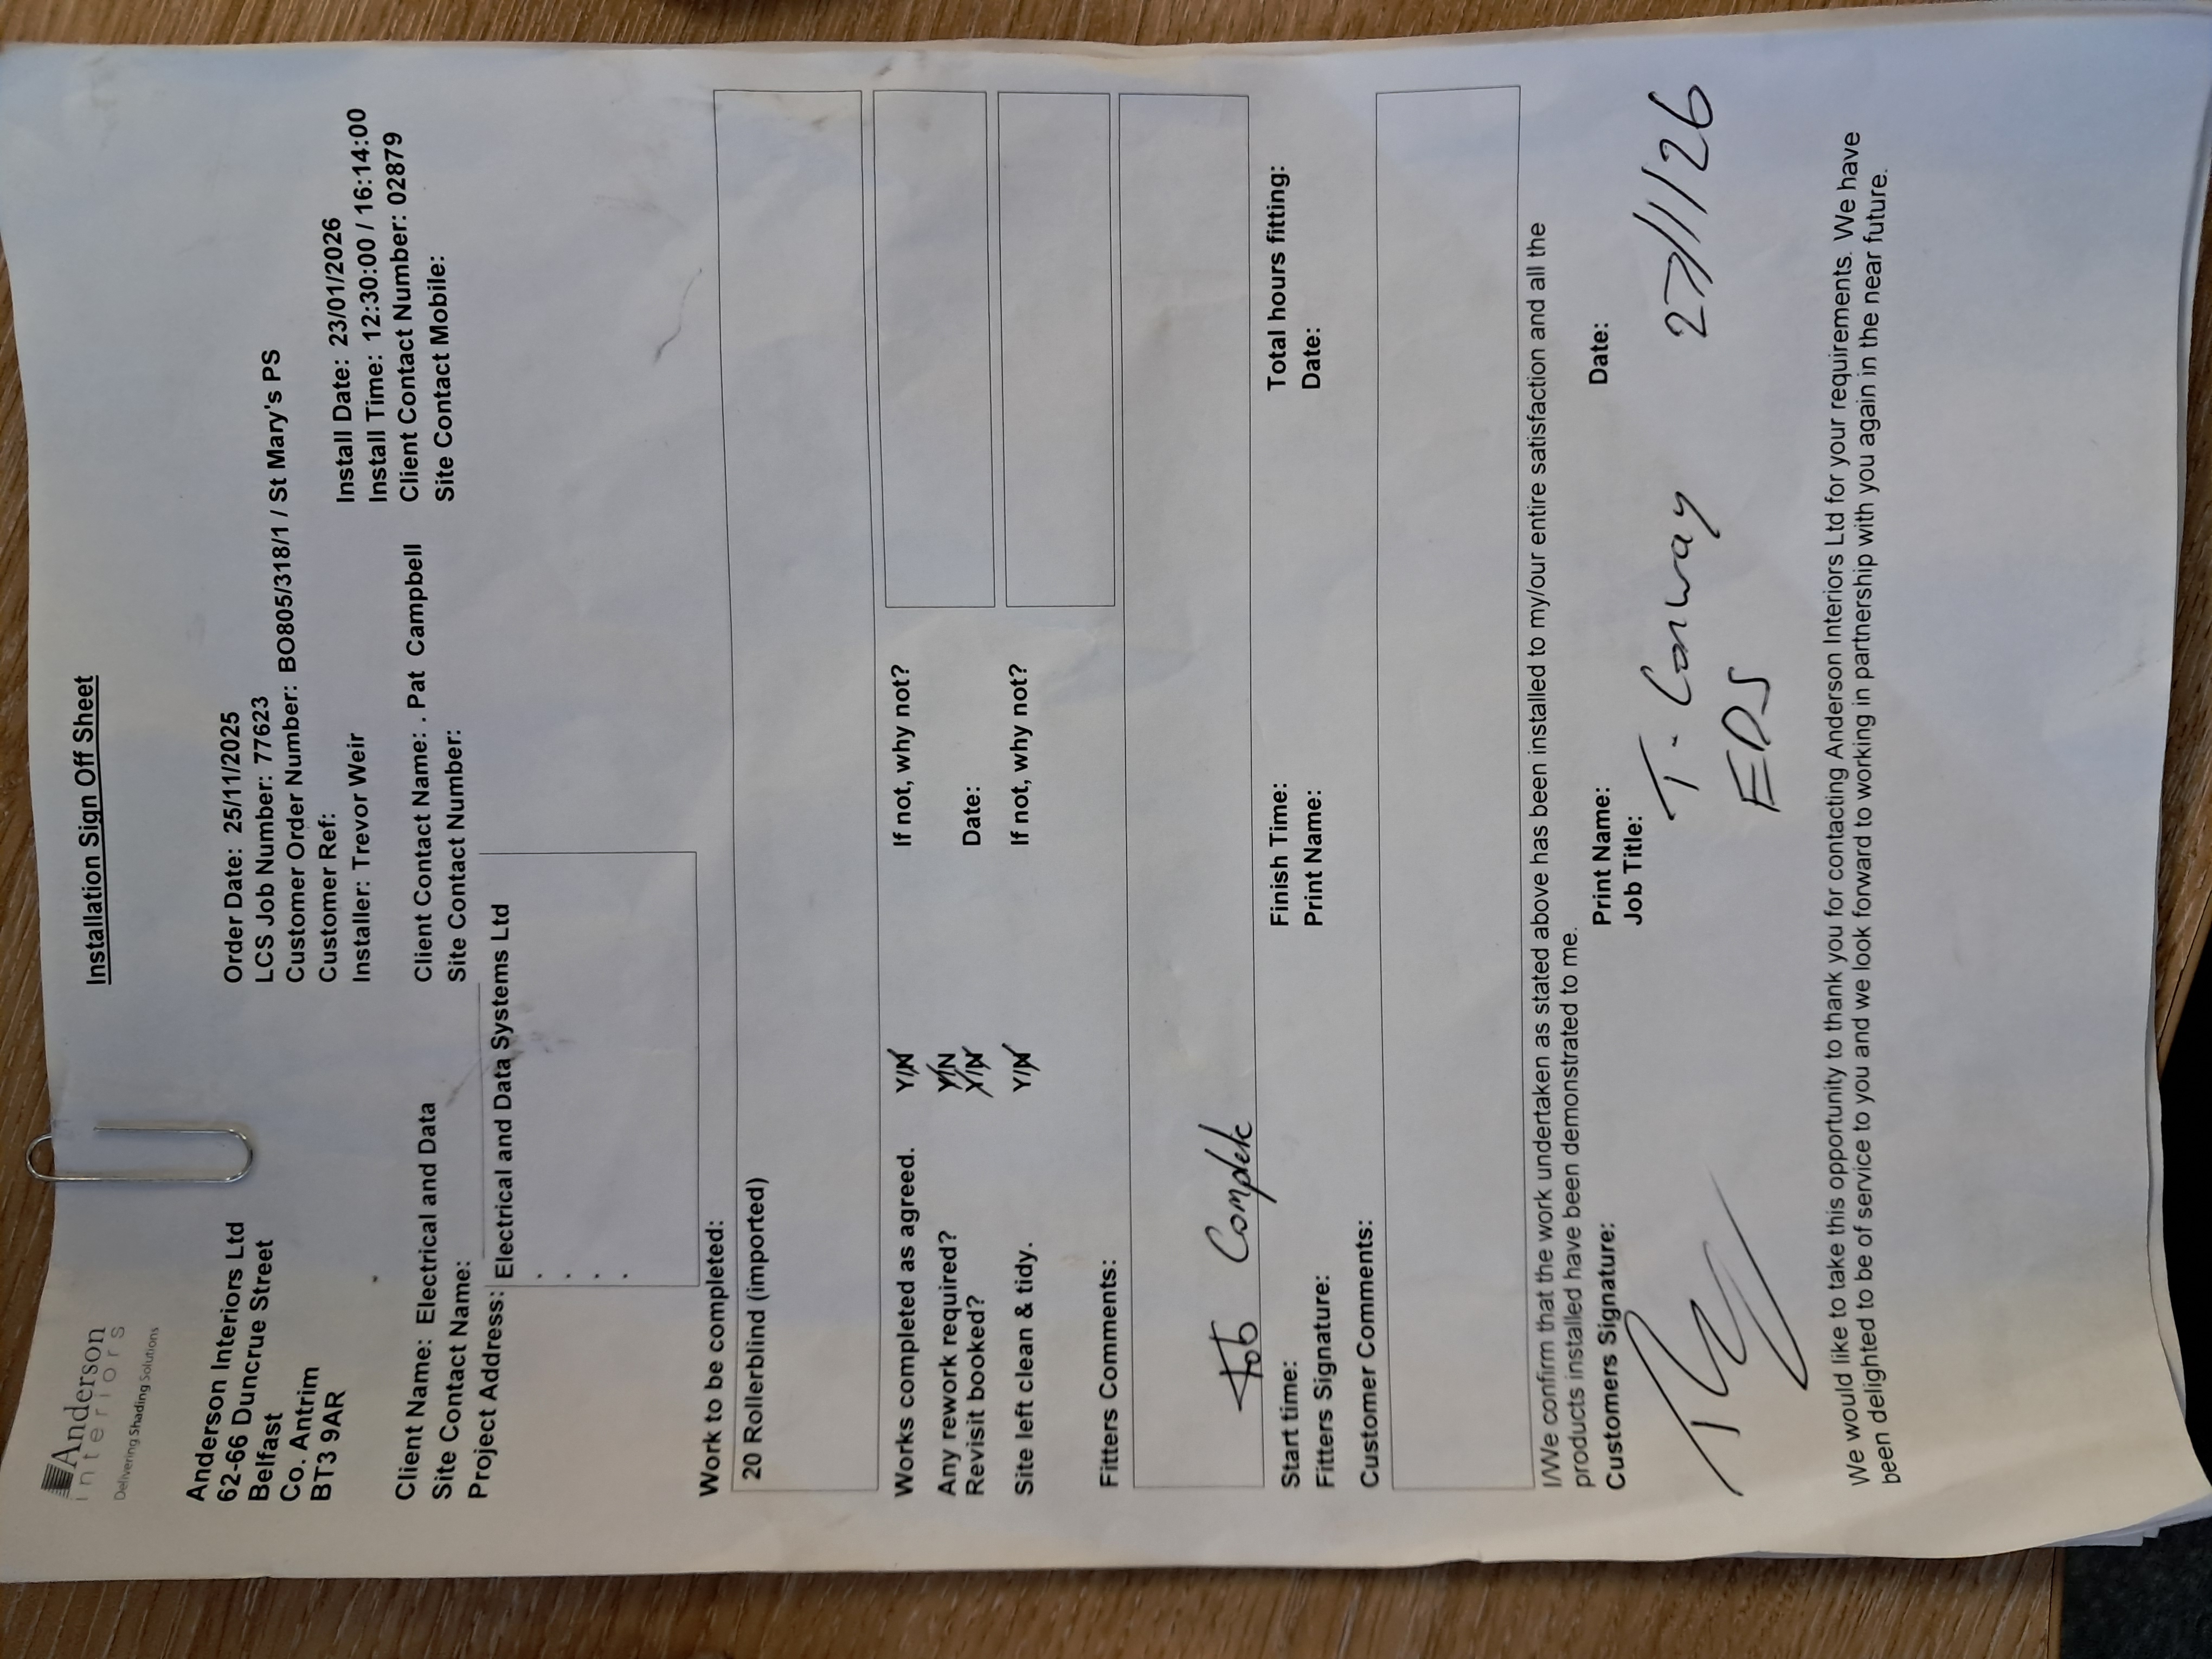 Anderson
interiors
Delivering Shading Solutions
Installation Sign Off Sheet
Anderson Interiors Ltd
62-66 Duncrue Street
Belfast
Co. Antrim
BT3 9AR
Order Date: 25/11/2025
LCS Job Number: 77623
Customer Order Number: BO805/318/1 / St Mary's PS
Customer Ref:
Installer: Trevor Weir
Install Date: 23/01/2026
Install Time: 12:30:00 / 16:14:00
Client Contact Number: 02879
Site Contact Mobile:
Client Name: Electrical and Data
Site Contact Name:
Client Contact Name: . Pat Campbell
Site Contact Number:
Project Address: Electrical and Data Systems Ltd
.
.
.
.
Work to be completed:
20 Rollerblind (imported)
Works completed as agreed. Y/N If not, why not?
Any rework required? Y/N
Revisit booked? Y/N Date:
Site left clean & tidy. Y/N If not, why not?
Fitters Comments:
Job Complete
Start time: Finish Time: Total hours fitting:
Fitters Signature: Print Name: Date:
Customer Comments:
I/We confirm that the work undertaken as stated above has been installed to my/our entire satisfaction and all the
products installed have been demonstrated to me.
Customers Signature: Print Name: Date:
Job Title:
T. Conway 27/1/26
EDS
We would like to take this opportunity to thank you for contacting Anderson Interiors Ltd for your requirements. We have
been delighted to be of service to you and we look forward to working in partnership with you again in the near future.